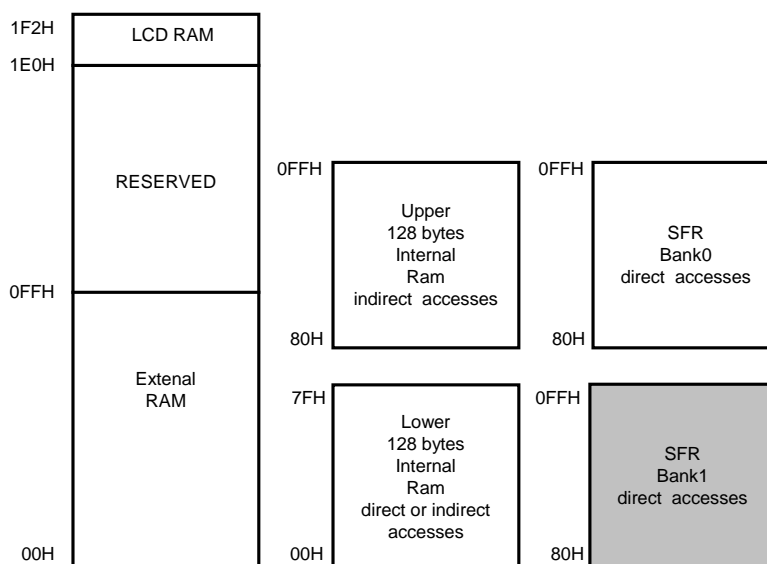 1F2H
LCD RAM
1E0H
RESERVED
0FFH
Extenal
RAM
00H
0FFH
Upper
128 bytes
Internal
Ram
indirect accesses
80H
7FH
Lower
128 bytes
Internal
Ram
direct or indirect
accesses
00H
0FFH
SFR
Bank0
direct accesses
80H
0FFH
SFR
Bank1
direct accesses
80H